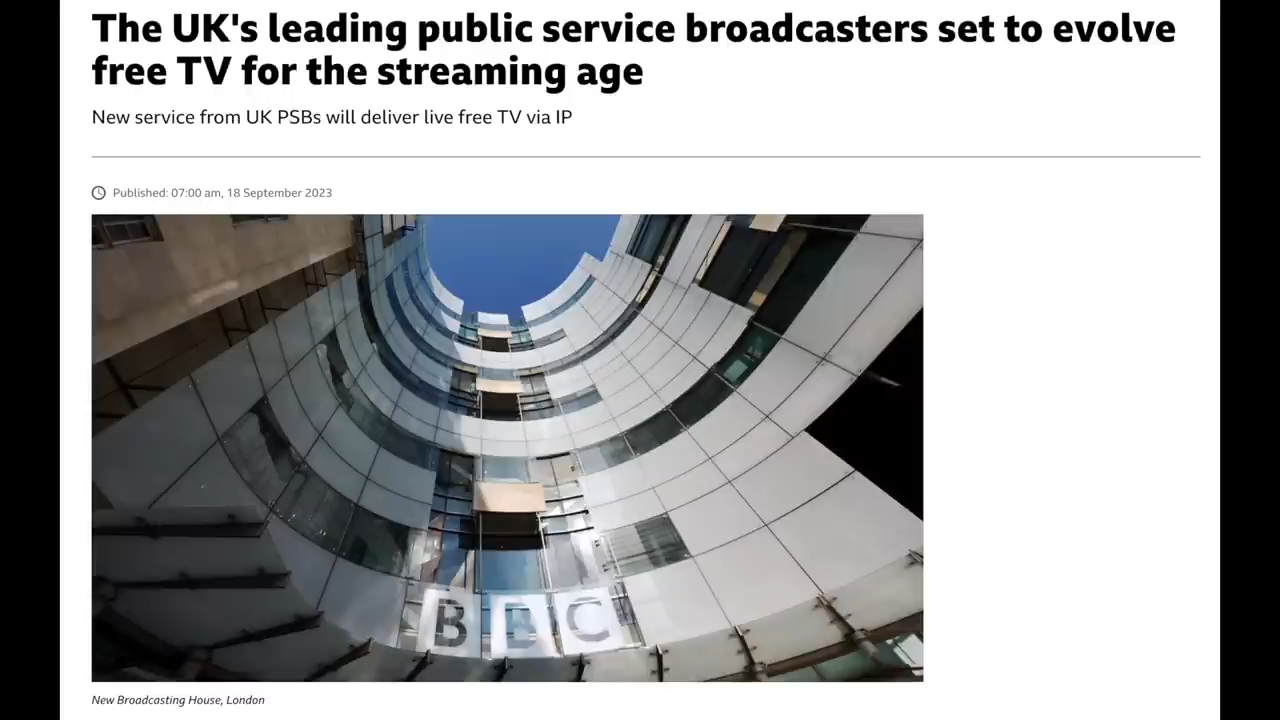 The UK's leading public service broadcasters set to evolve
free TV for the streaming age
New service from UK PSBs will deliver live free TV via IP
Published: 07:00 am, 18 September 2023
BBC
New Broadcasting House, London